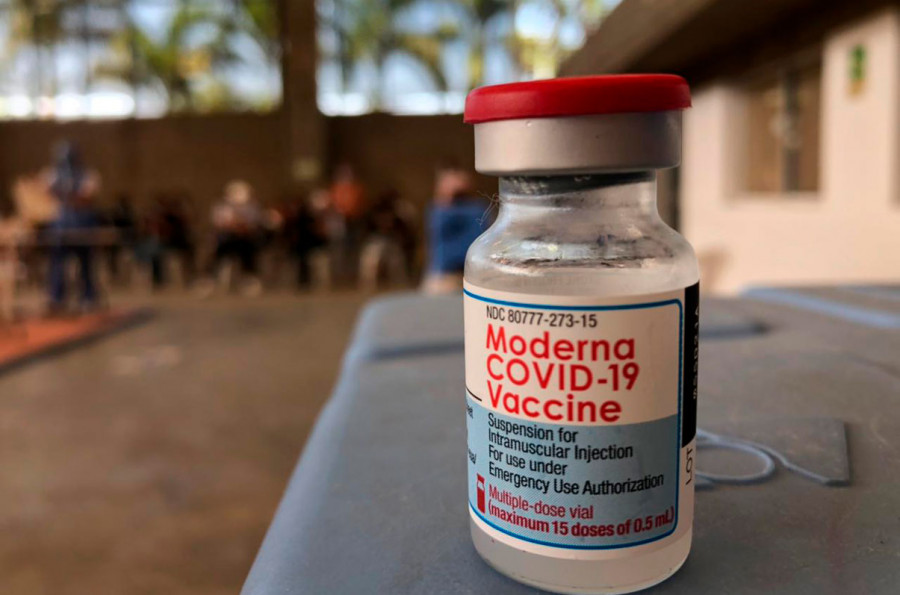 NDC 80777-273-15
Moderna
COVID-19
Vaccine
Suspension for
Intramuscular Injection
For use under
Emergency Use Authorization
Multiple-dose vial
(maximum 15 doses of 0.5 mL)
LOT